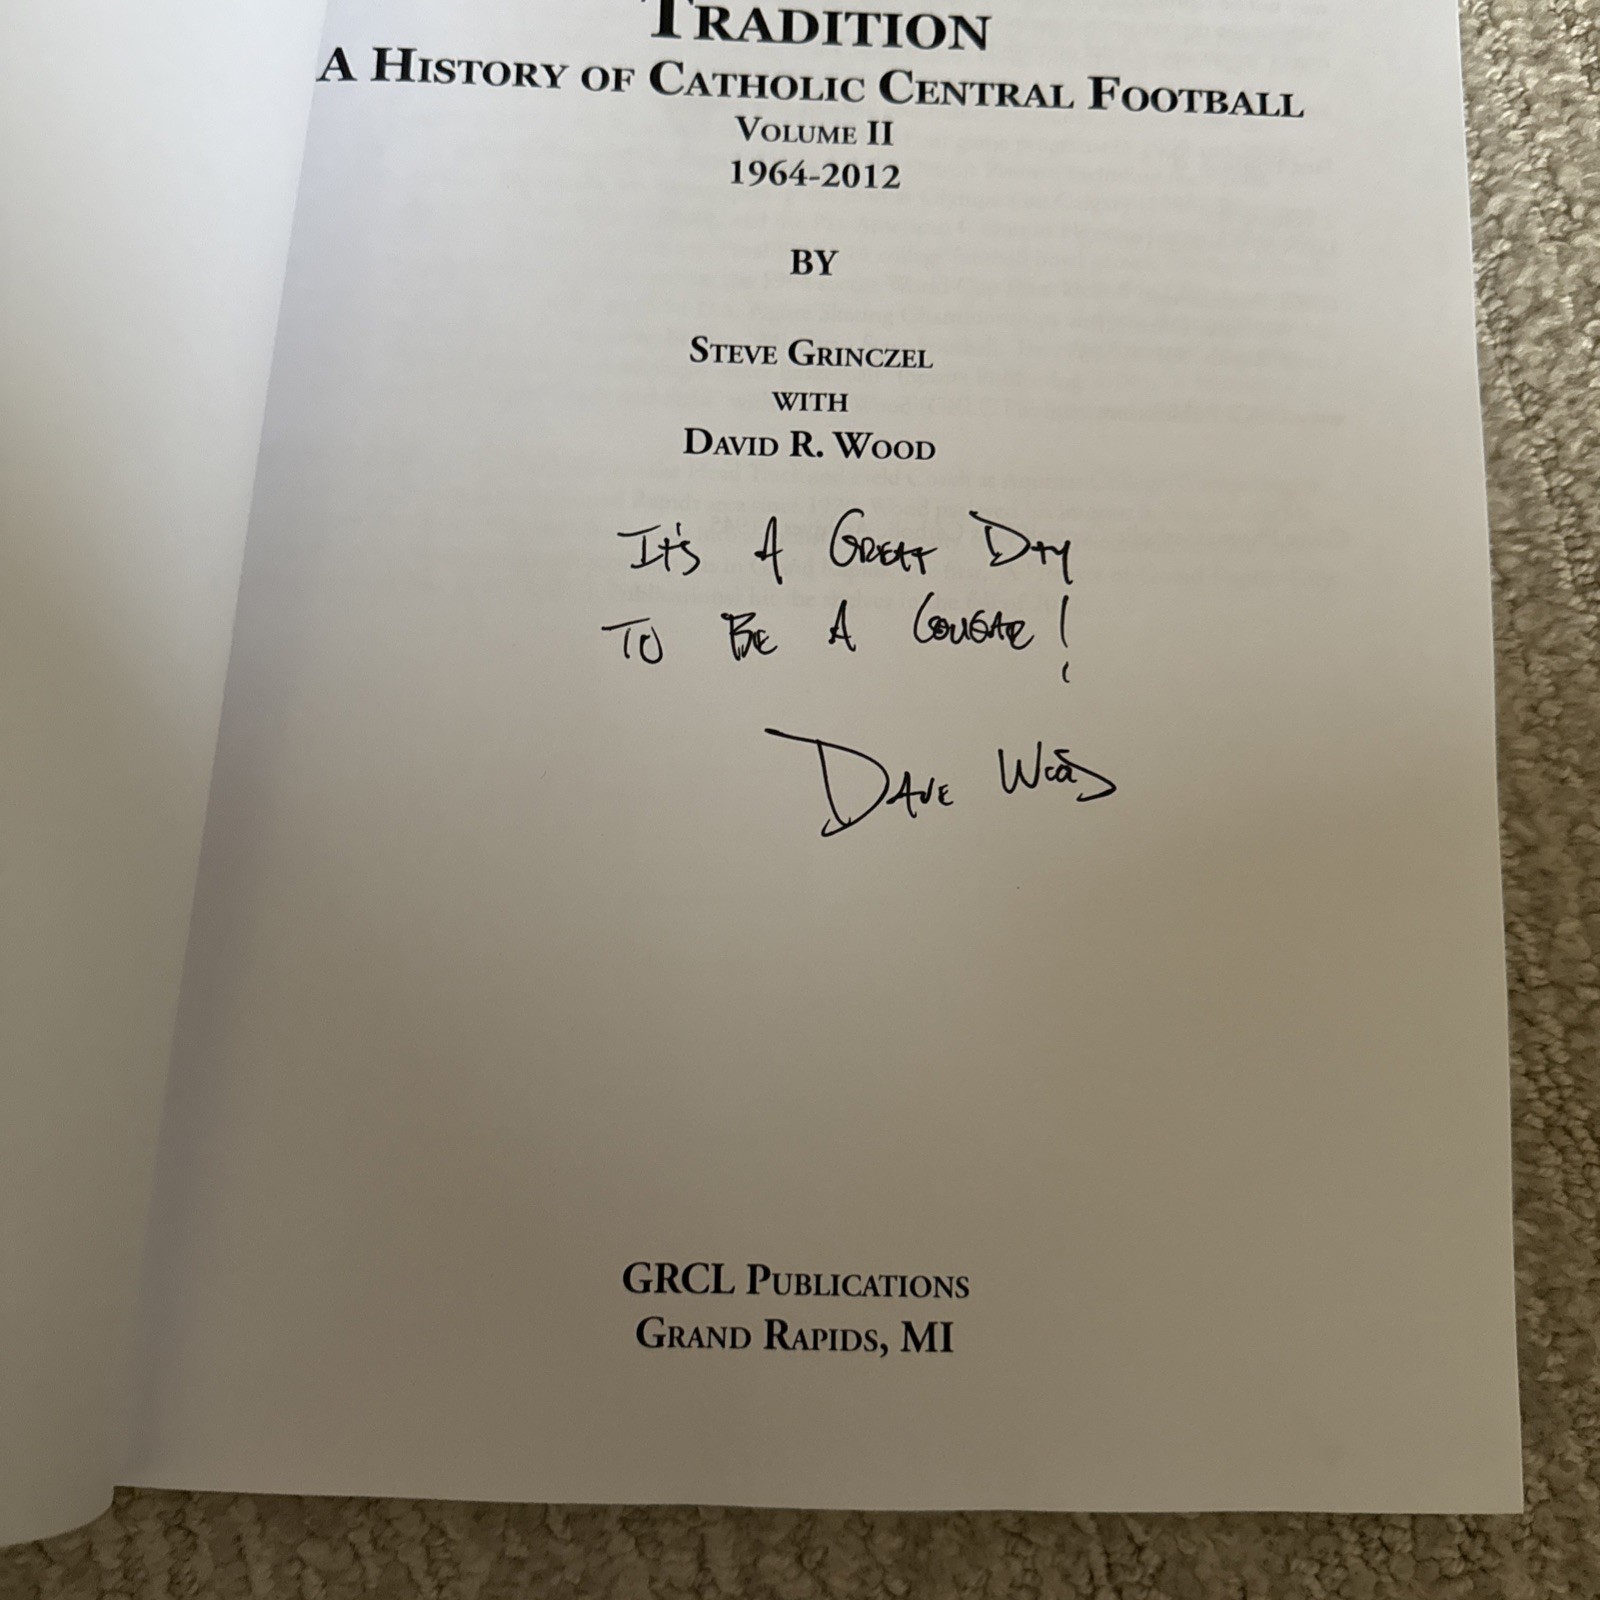 TRADITION
A HISTORY OF CATHOLIC CENTRAL FOOTBALL
VOLUME II
1964-2012
BY
STEVE GRINCZEL
WITH
DAVID R. WOOD
IT'S A GREAT DAY
TO BE A COUGAR!
DAVE WOOD
GRCL PUBLICATIONS
GRAND RAPIDS, MI